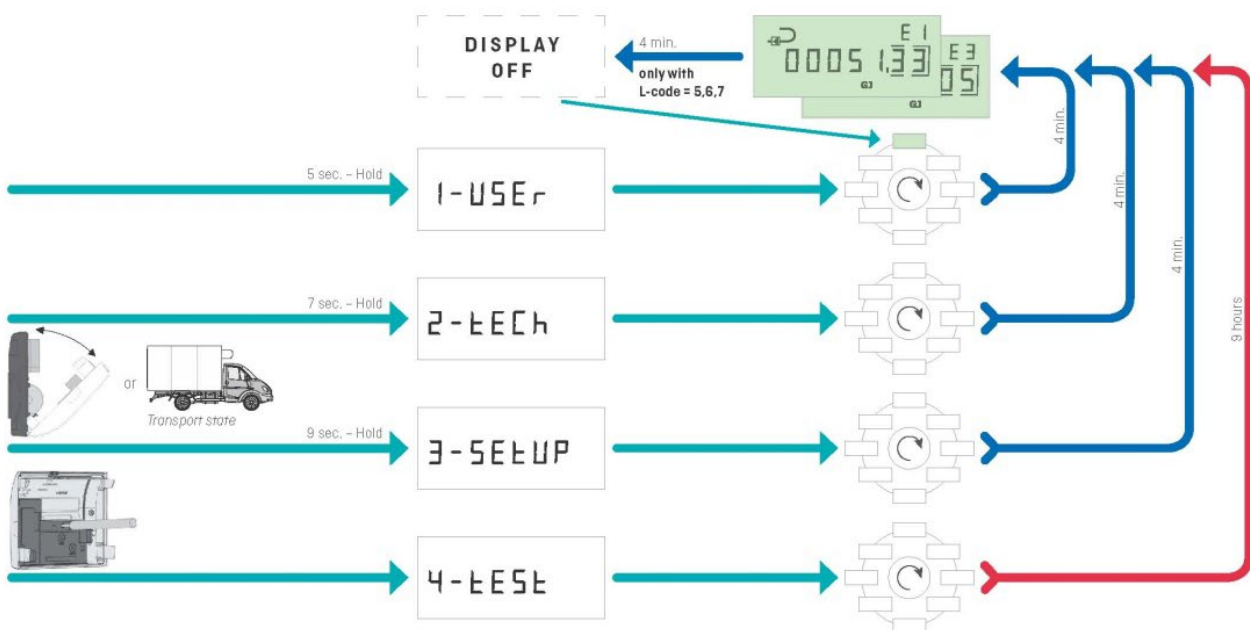 DISPLAY
OFF
4 min.
only with
L-code = 5,6,7
E1
00051,33
GJ
E3
05
GJ
5 sec. – Hold
1-USEr
4 min.
7 sec. – Hold
2-tECh
4 min.
or
Transport state
9 sec. – Hold
3-SEtUP
4 min.
4-tESt
9 hours